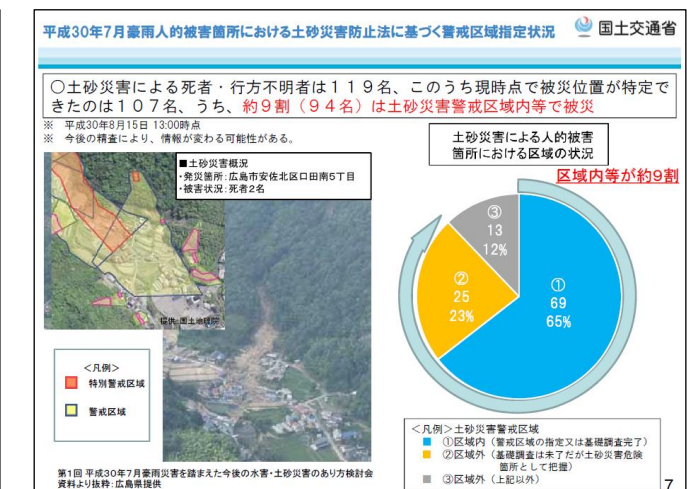 平成30年7月豪雨人的被害箇所における土砂災害防止法に基づく警戒区域指定状況
国土交通省
○土砂災害による死者・行方不明者は119名、このうち現時点で被災位置が特定で
きたのは107名、うち、約9割(94名)は土砂災害警戒区域内等で被災
※ 平成30年8月15日 13:00時点
※ 今後の精査により、情報が変わる可能性がある。
■土砂災害概況
・発災箇所:広島市安佐北区口田南5丁目
・被害状況:死者2名
提供:国土地理院
<凡例>
特別警戒区域
警戒区域
第1回 平成30年7月豪雨災害を踏まえた今後の水害・土砂災害のあり方検討会
資料より抜粋:広島県提供
土砂災害による人的被害
箇所における区域の状況
区域内等が約9割
③
13
12%
②
25
23%
①
69
65%
<凡例>土砂災害警戒区域
①区域内(警戒区域の指定又は基礎調査完了)
②区域外(基礎調査は未了だが土砂災害危険
箇所として把握)
③区域外(上記以外)
7